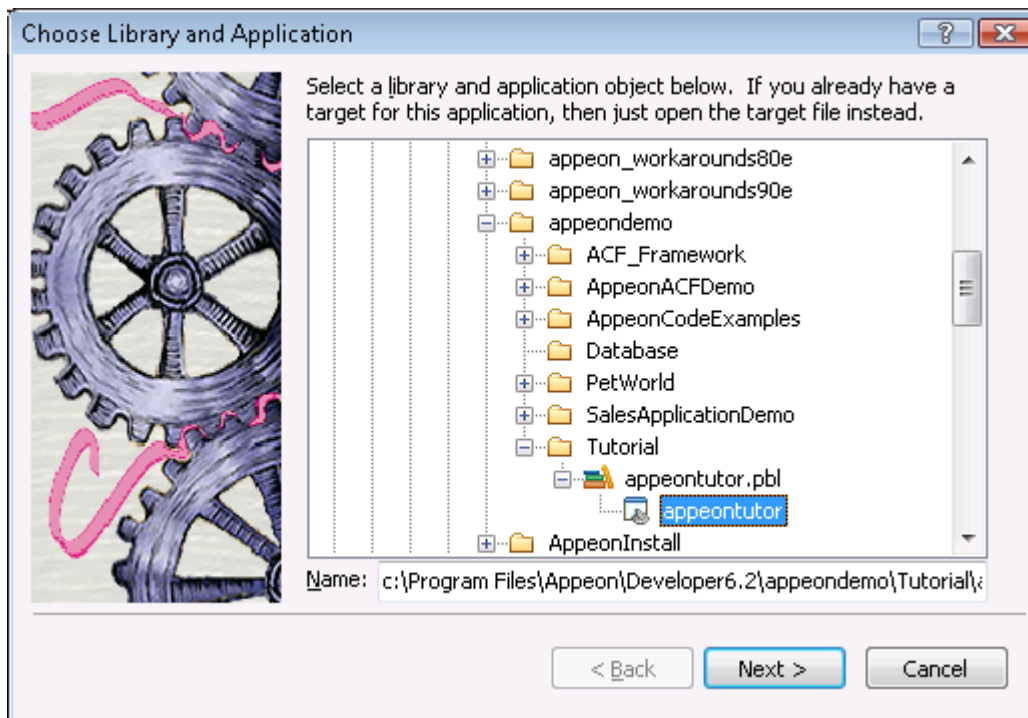 Choose Library and Application
Select a library and application object below. If you already have a
target for this application, then just open the target file instead.
appeon_workarounds80e
appeon_workarounds90e
appeondemo
ACF_Framework
AppeonACFDemo
AppeonCodeExamples
Database
PetWorld
SalesApplicationDemo
Tutorial
appeontutor.pbl
appeontutor
AppeonInstall
Name: c:\Program Files\Appeon\Developer6.2\appeondemo\Tutorial\a
< Back Next > Cancel